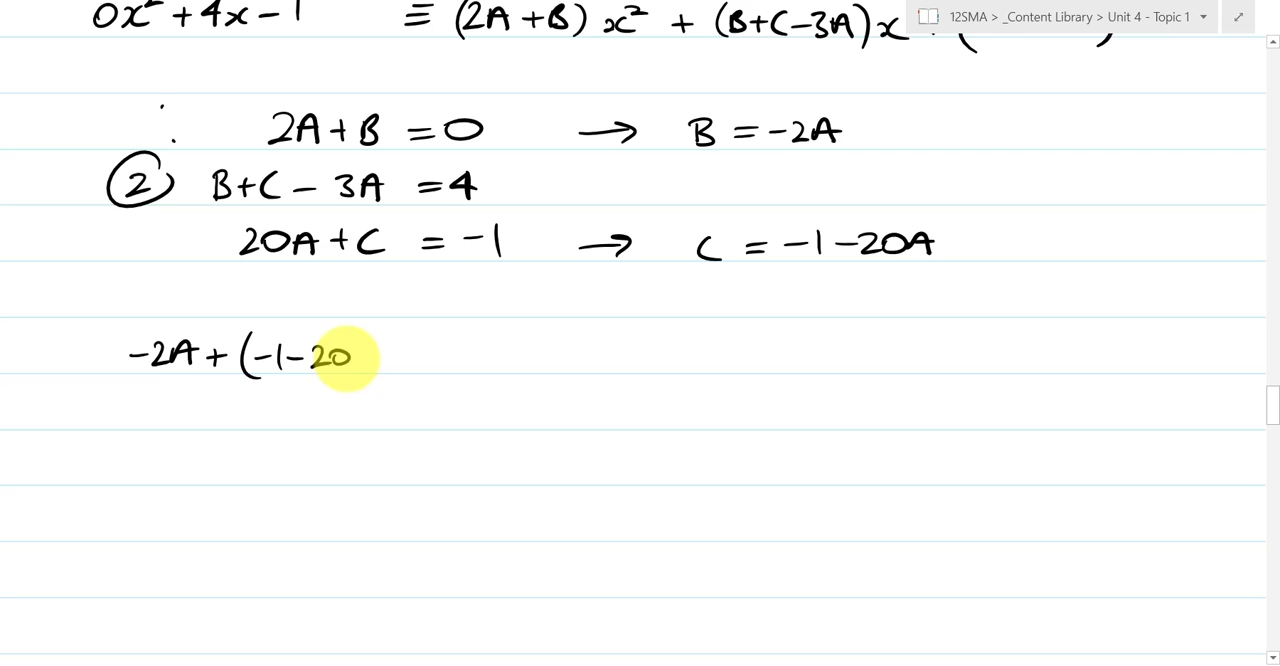 12SMA > _Content Library > Unit 4 - Topic 1
0x² + 4x - 1 ≡ (2A + B) x² + (B+C-3A)x
∴ 2A + B = 0 → B = -2A
② B+C - 3A = 4
20A + C = -1 → C = -1 - 20A
-2A + (-1 - 20